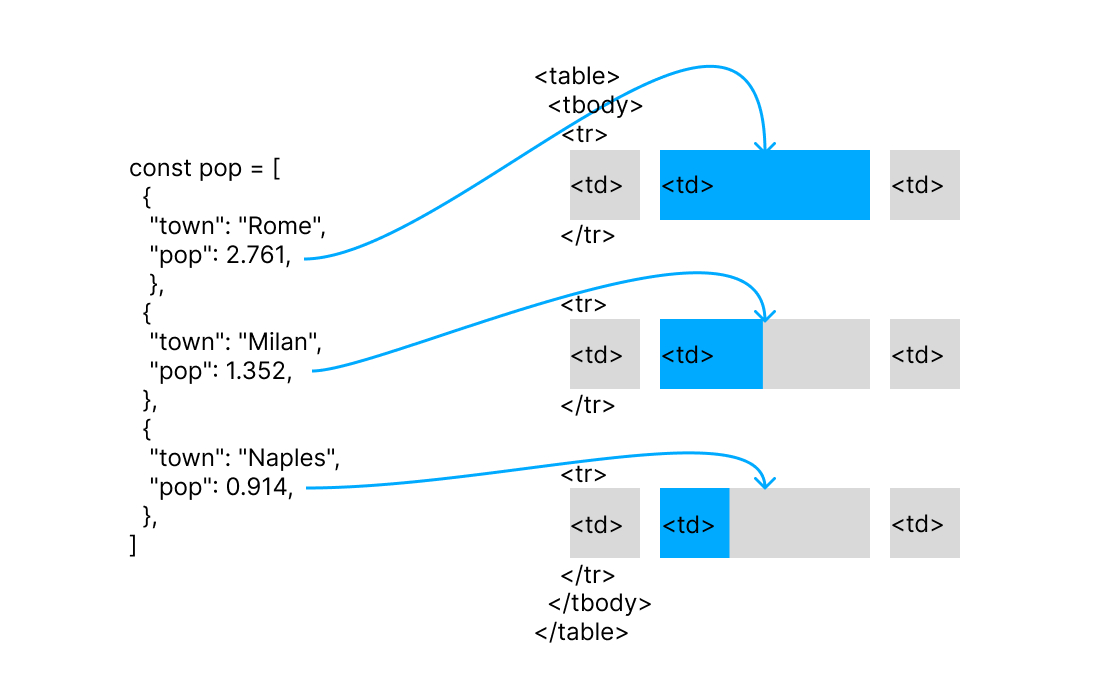 const pop = [
{
"town": "Rome",
"pop": 2.761,
},
{
"town": "Milan",
"pop": 1.352,
},
{
"town": "Naples",
"pop": 0.914,
},
]
<table>
<tbody>
<tr>
<td> <td> <td>
</tr>
<tr>
<td> <td> <td>
</tr>
<tr>
<td> <td> <td>
</tr>
</tbody>
</table>